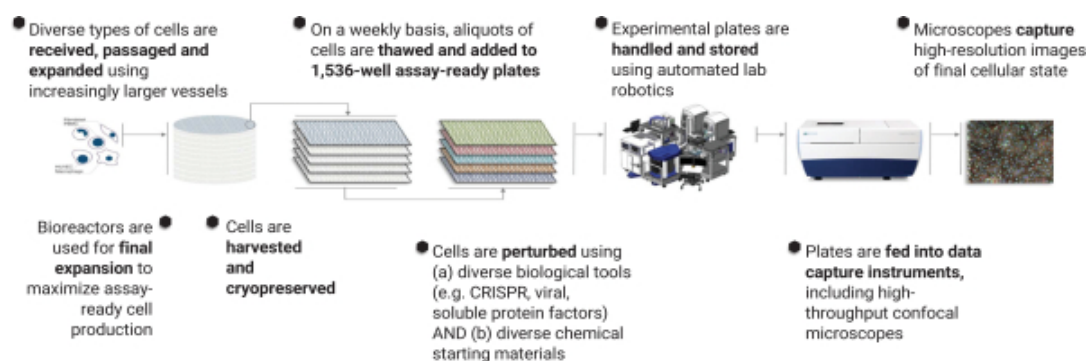 Diverse types of cells are
received, passaged and
expanded using
increasingly larger vessels
On a weekly basis, aliquots of
cells are thawed and added to
1,536-well assay-ready plates
Experimental plates are
handled and stored
using automated lab
robotics
Microscopes capture
high-resolution images
of final cellular state
Bioreactors are
used for final
expansion to
maximize assay-
ready cell
production
Cells are
harvested
and
cryopreserved
Cells are perturbed using
(a) diverse biological tools
(e.g. CRISPR, viral,
soluble protein factors)
AND (b) diverse chemical
starting materials
Plates are fed into data
capture instruments,
including high-
throughput confocal
microscopes